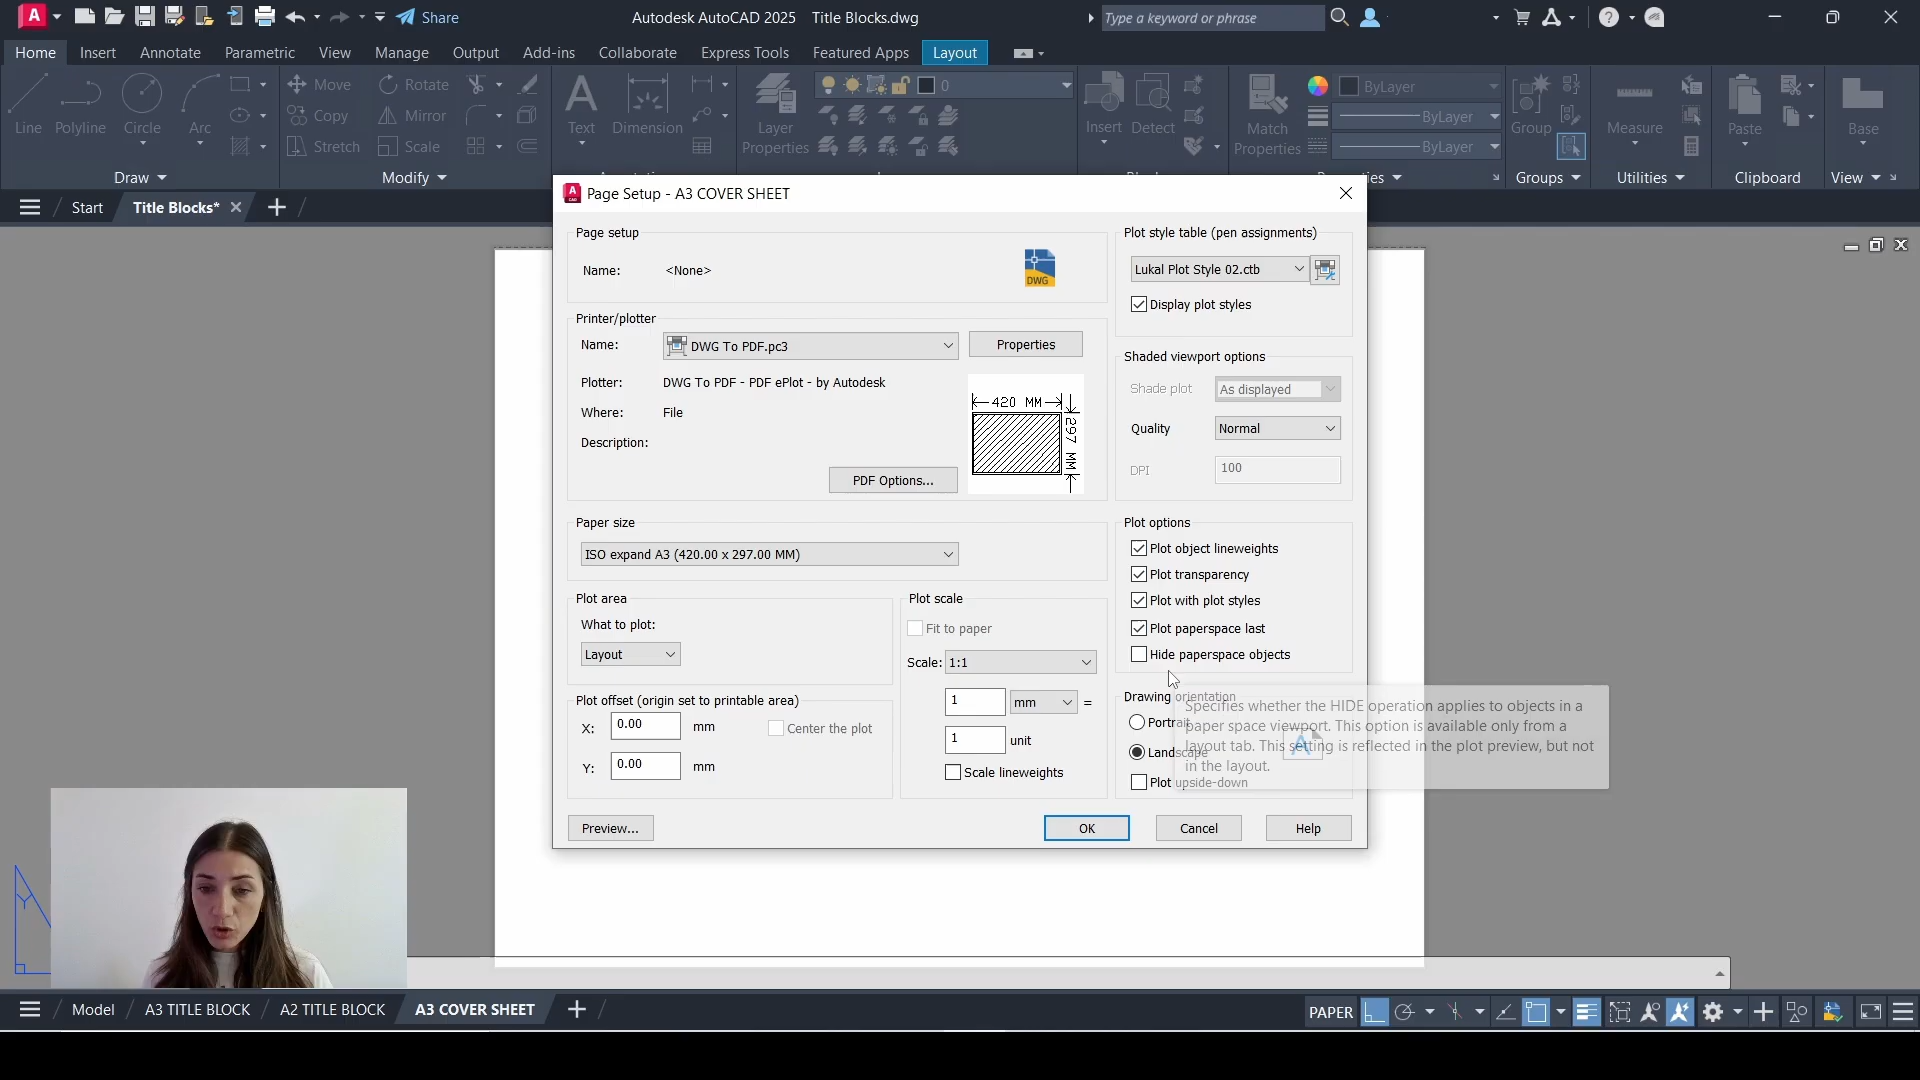 Share
Autodesk AutoCAD 2025 Title Blocks.dwg
Type a keyword or phrase
Home Insert Annotate Parametric View Manage Output Add-ins Collaborate Express Tools Featured Apps Layout
Line Polyline Circle Arc
Move Rotate
Copy Mirror
Stretch Scale
Text Dimension
Layer Properties
0
Insert Detect
Match Properties
ByLayer
ByLayer
ByLayer
Group Measure Paste Base
Draw Modify
Groups Utilities Clipboard View
Start Title Blocks*
Page Setup - A3 COVER SHEET
Page setup
Name: <None>
DWG
Printer/plotter
Name: DWG To PDF.pc3 Properties
Plotter: DWG To PDF - PDF ePlot - by Autodesk
Where: File
Description:
420 MM
297 MM
PDF Options...
Paper size
ISO expand A3 (420.00 x 297.00 MM)
Plot area
What to plot:
Layout
Plot offset (origin set to printable area)
X: 0.00 mm Center the plot
Y: 0.00 mm
Plot scale
Fit to paper
Scale: 1:1
1 mm =
1 unit
Scale lineweights
Plot style table (pen assignments)
Lukal Plot Style 02.ctb
Display plot styles
Shaded viewport options
Shade plot As displayed
Quality Normal
DPI 100
Plot options
Plot object lineweights
Plot transparency
Plot with plot styles
Plot paperspace last
Hide paperspace objects
Drawing orientation
Portrait
Landscape
Plot upside-down
Specifies whether the HIDE operation applies to objects in a
paper space viewport. This option is available only from a
layout tab. This setting is reflected in the plot preview, but not
in the layout.
Preview... OK Cancel Help
Model A3 TITLE BLOCK A2 TITLE BLOCK A3 COVER SHEET
PAPER